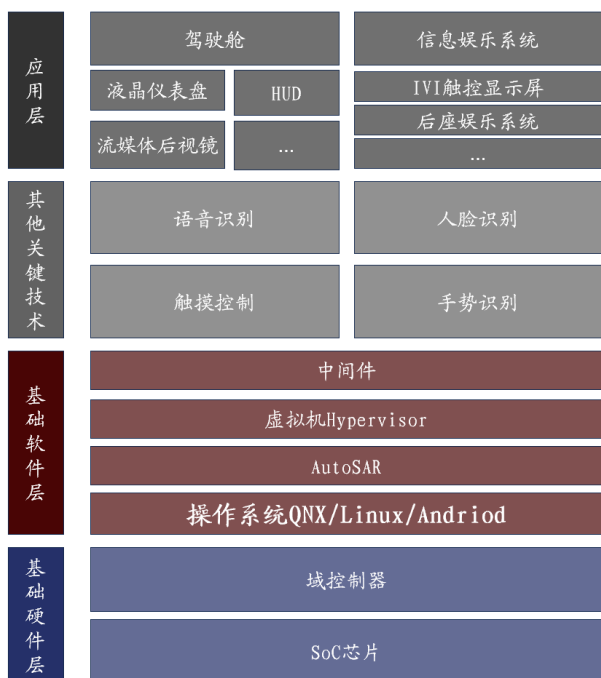 应用层
驾驶舱
信息娱乐系统
液晶仪表盘
HUD
IVI触控显示屏
后座娱乐系统
流媒体后视镜
...
...
其他关键技术
语音识别
人脸识别
触摸控制
手势识别
基础软件层
中间件
虚拟机Hypervisor
AutoSAR
操作系统QNX/Linux/Andriod
基础硬件层
域控制器
SoC芯片